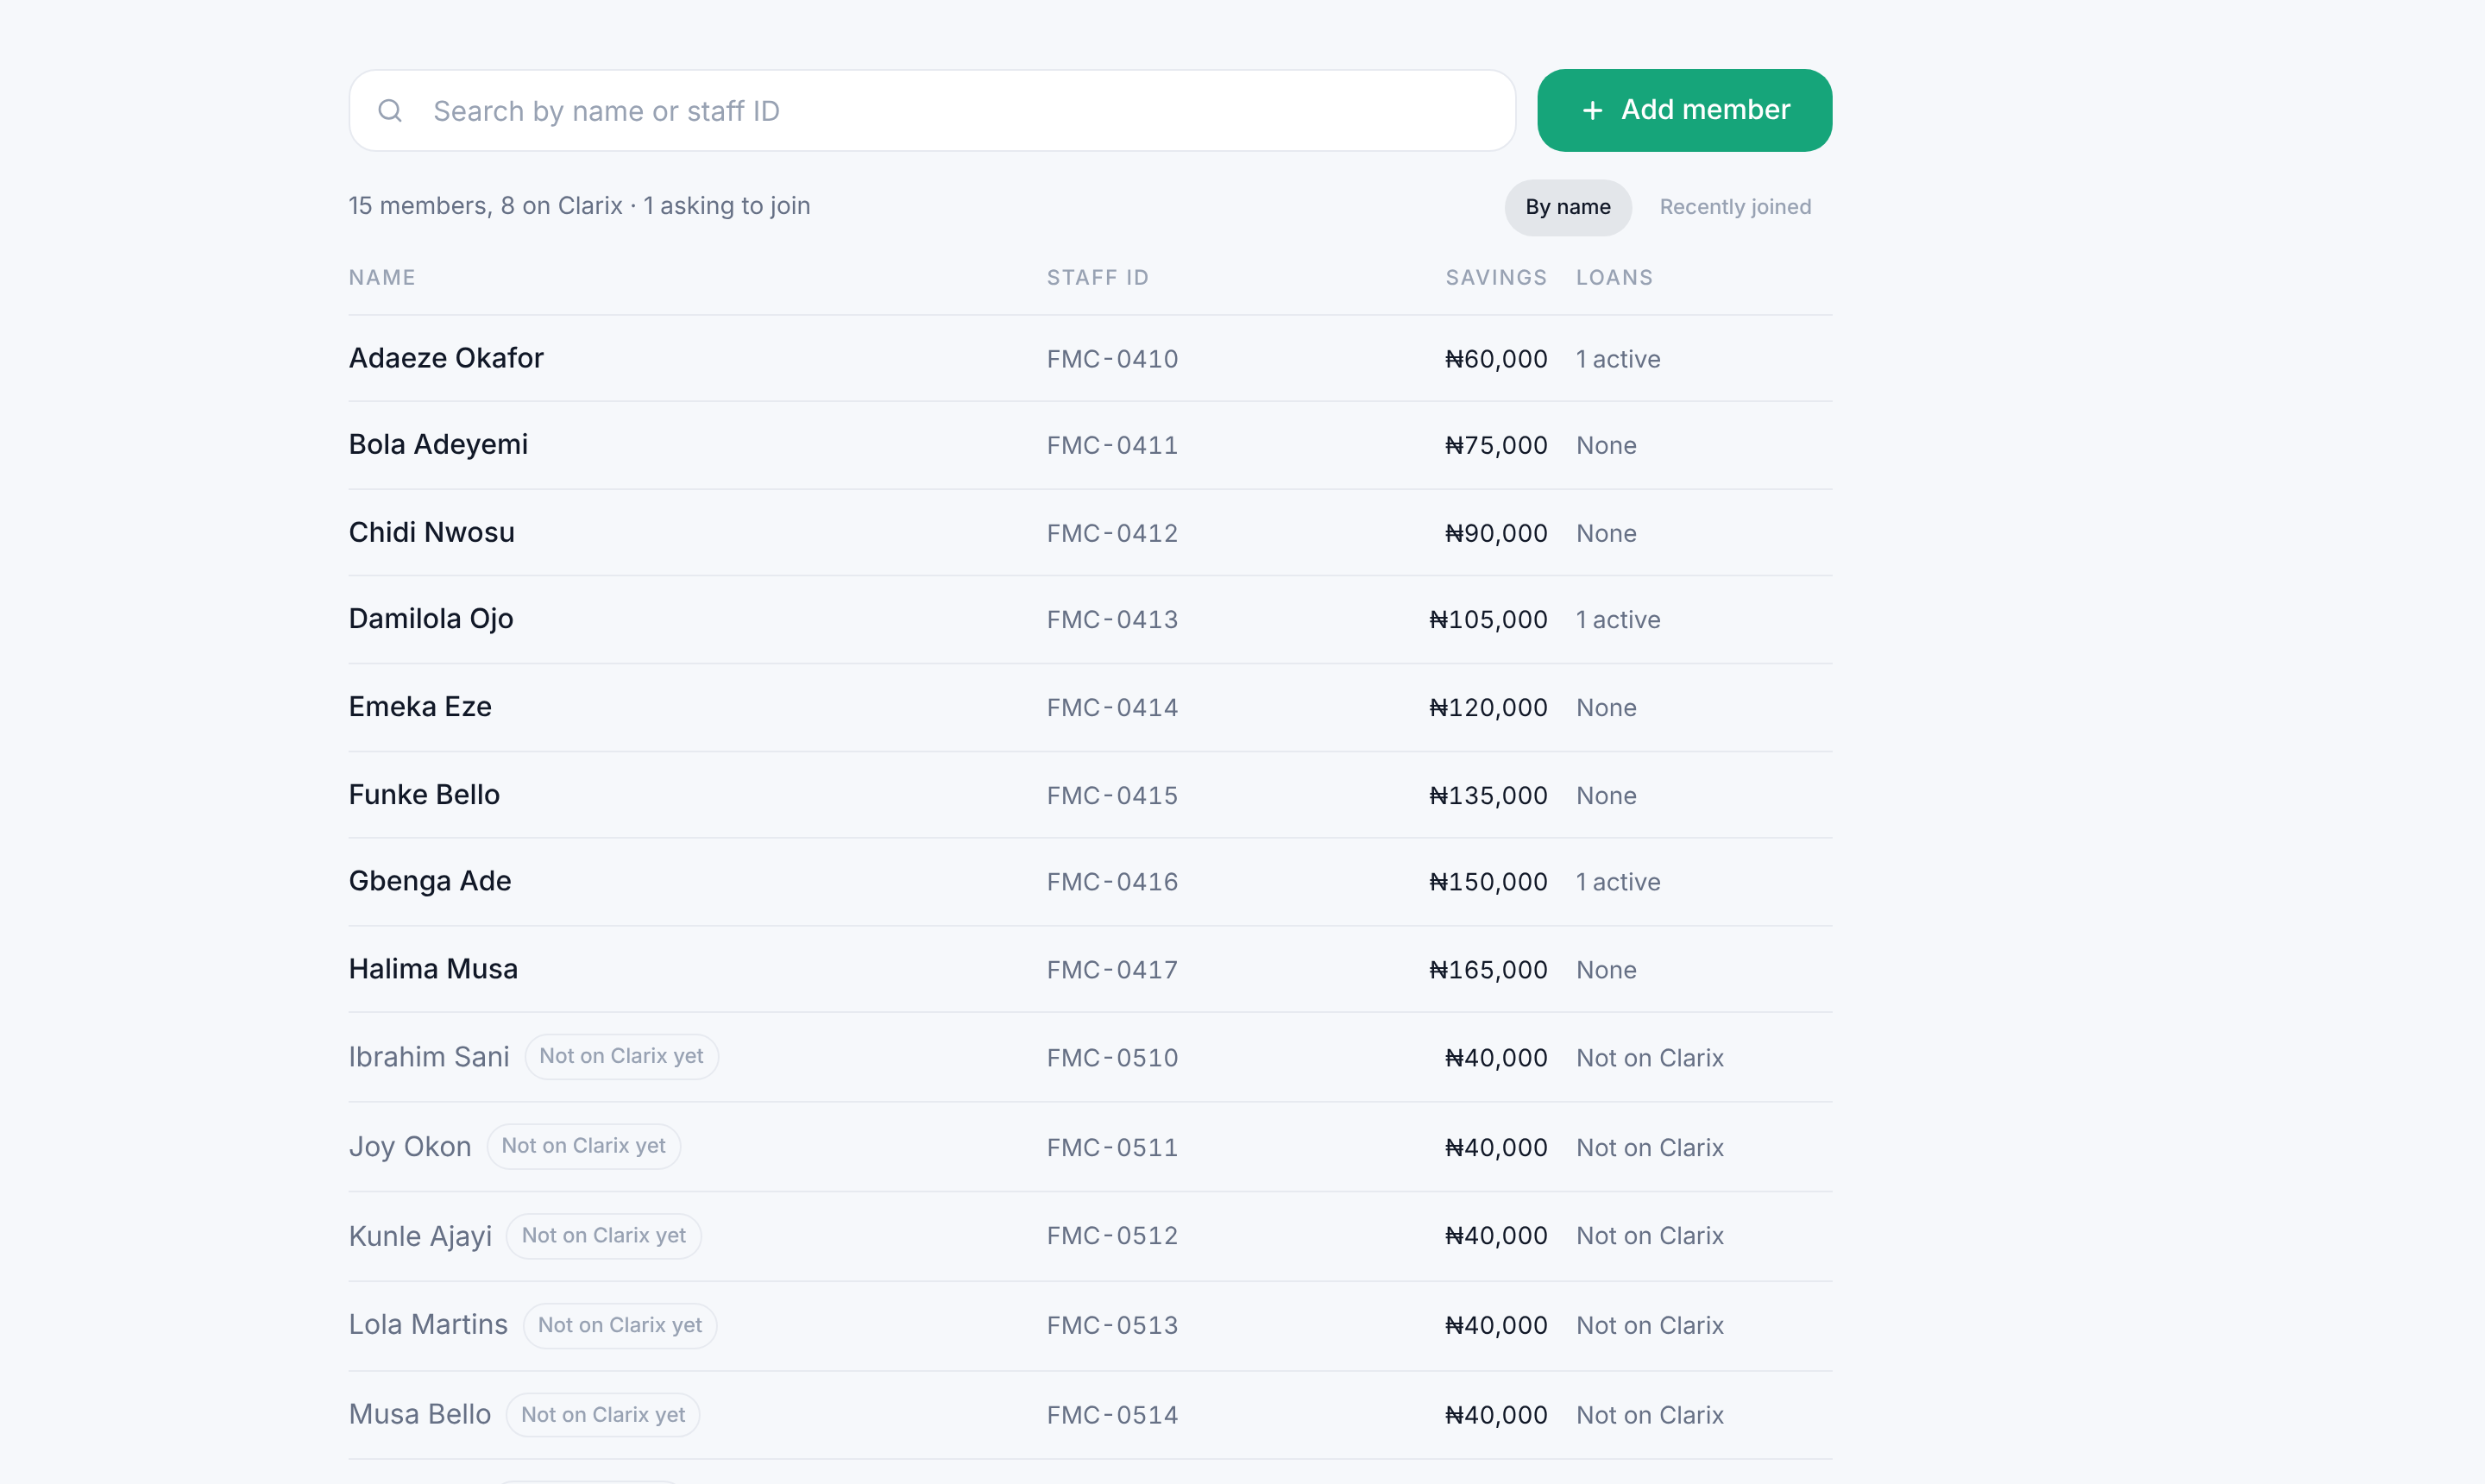 Search by name or staff ID
+ Add member
15 members, 8 on Clarix · 1 asking to join
By name
Recently joined
NAME STAFF ID SAVINGS LOANS
Adaeze Okafor FMC-0410 ₦60,000 1 active
Bola Adeyemi FMC-0411 ₦75,000 None
Chidi Nwosu FMC-0412 ₦90,000 None
Damilola Ojo FMC-0413 ₦105,000 1 active
Emeka Eze FMC-0414 ₦120,000 None
Funke Bello FMC-0415 ₦135,000 None
Gbenga Ade FMC-0416 ₦150,000 1 active
Halima Musa FMC-0417 ₦165,000 None
Ibrahim Sani Not on Clarix yet FMC-0510 ₦40,000 Not on Clarix
Joy Okon Not on Clarix yet FMC-0511 ₦40,000 Not on Clarix
Kunle Ajayi Not on Clarix yet FMC-0512 ₦40,000 Not on Clarix
Lola Martins Not on Clarix yet FMC-0513 ₦40,000 Not on Clarix
Musa Bello Not on Clarix yet FMC-0514 ₦40,000 Not on Clarix